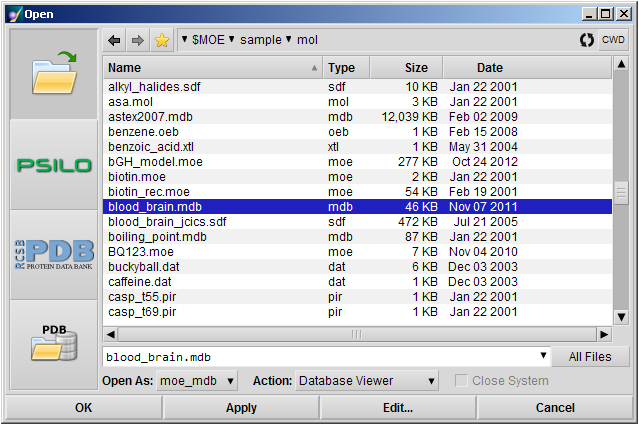 Open
$MOE sample mol
CWD
Name Type Size Date
alkyl_halides.sdf sdf 10 KB Jan 22 2001
asa.mol mol 3 KB Jan 22 2001
astex2007.mdb mdb 12,039 KB Feb 02 2009
benzene.oeb oeb 1 KB Feb 15 2008
benzoic_acid.xtl xtl 1 KB May 31 2004
bGH_model.moe moe 277 KB Oct 24 2012
biotin.moe moe 2 KB Jan 22 2001
biotin_rec.moe moe 54 KB Feb 19 2001
blood_brain.mdb mdb 46 KB Nov 07 2011
blood_brain_jcics.sdf sdf 472 KB Jul 21 2005
boiling_point.mdb mdb 87 KB Jan 22 2001
BQ123.moe moe 7 KB Nov 04 2010
buckyball.dat dat 6 KB Dec 03 2003
caffeine.dat dat 1 KB Dec 03 2003
casp_t55.pir pir 1 KB Jan 22 2001
casp_t69.pir pir 1 KB Jan 22 2001
PSILO
RCSB
PDB
PROTEIN DATA BANK
PDB
blood_brain.mdb All Files
Open As: moe_mdb Action: Database Viewer Close System
OK Apply Edit... Cancel